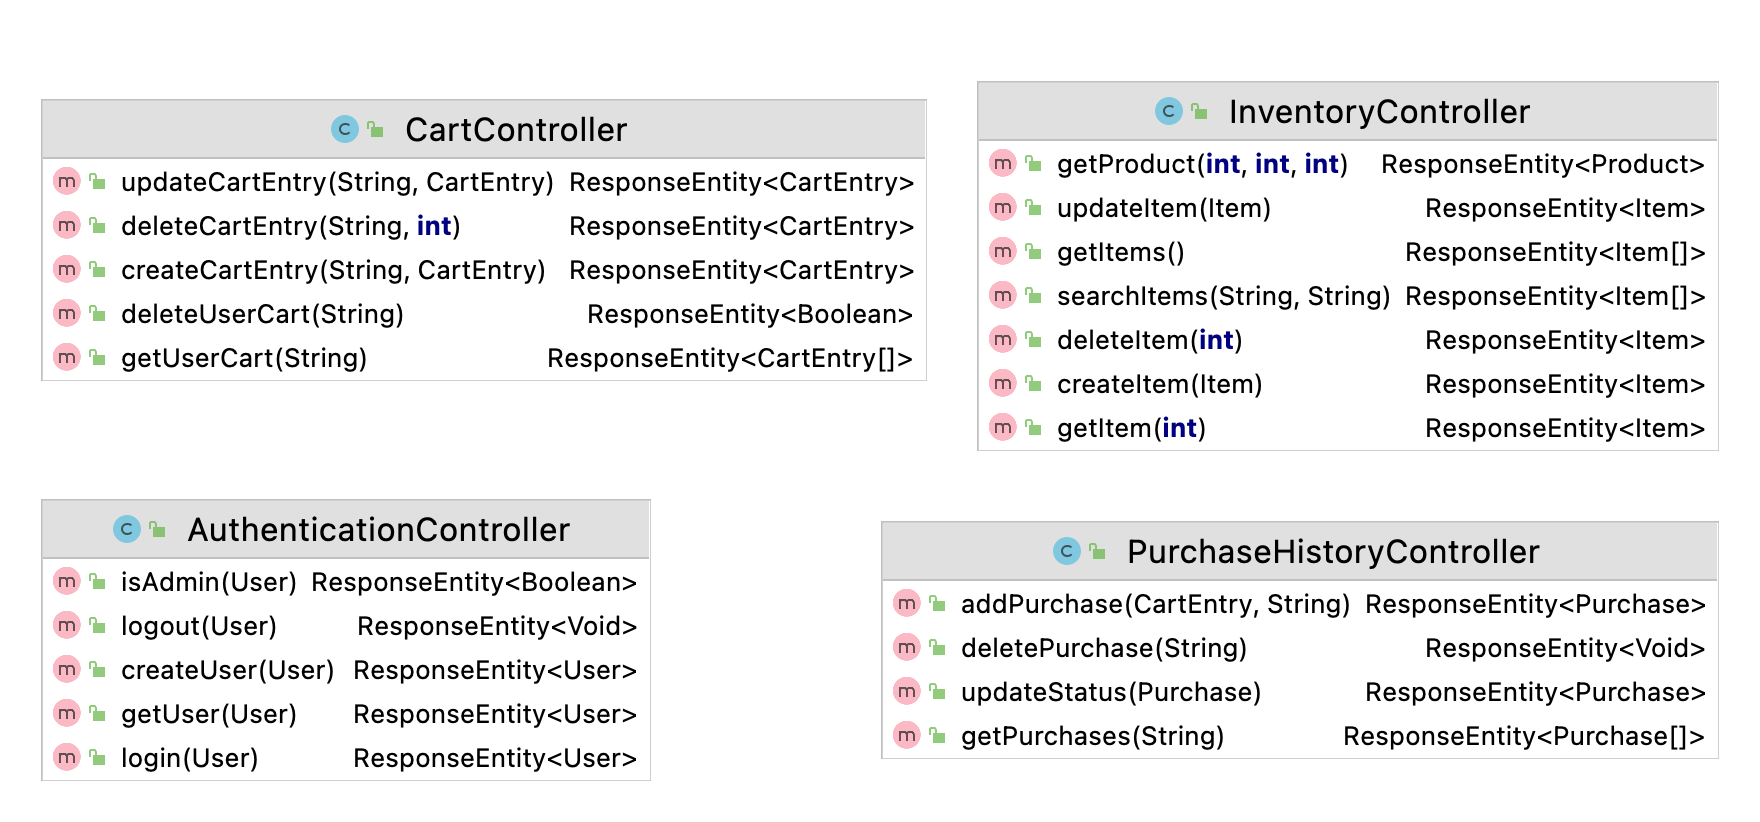 C CartController
m updateCartEntry(String, CartEntry) ResponseEntity<CartEntry>
m deleteCartEntry(String, int) ResponseEntity<CartEntry>
m createCartEntry(String, CartEntry) ResponseEntity<CartEntry>
m deleteUserCart(String) ResponseEntity<Boolean>
m getUserCart(String) ResponseEntity<CartEntry[]>
C InventoryController
m getProduct(int, int, int) ResponseEntity<Product>
m updateItem(Item) ResponseEntity<Item>
m getItems() ResponseEntity<Item[]>
m searchItems(String, String) ResponseEntity<Item[]>
m deleteItem(int) ResponseEntity<Item>
m createItem(Item) ResponseEntity<Item>
m getItem(int) ResponseEntity<Item>
C AuthenticationController
m isAdmin(User) ResponseEntity<Boolean>
m logout(User) ResponseEntity<Void>
m createUser(User) ResponseEntity<User>
m getUser(User) ResponseEntity<User>
m login(User) ResponseEntity<User>
C PurchaseHistoryController
m addPurchase(CartEntry, String) ResponseEntity<Purchase>
m deletePurchase(String) ResponseEntity<Void>
m updateStatus(Purchase) ResponseEntity<Purchase>
m getPurchases(String) ResponseEntity<Purchase[]>